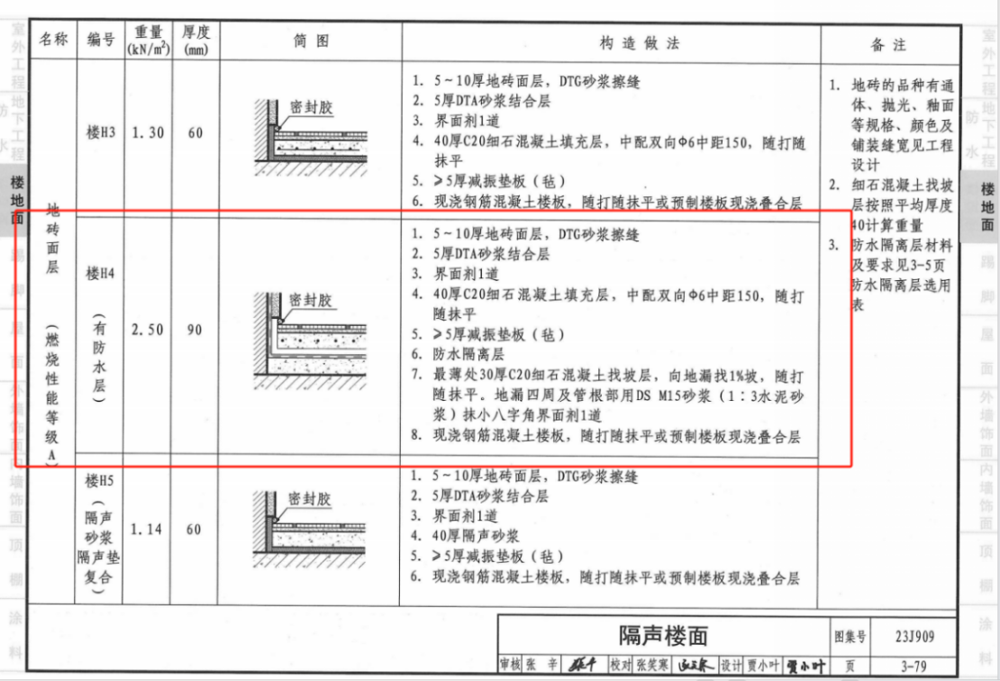 名称 编号 重量(kN/m²) 厚度(mm) 简图 构造做法 备注
地砖面层(燃烧性能等级A)
楼H3 1.30 60
密封胶
1. 5~10厚地砖面层，DTG砂浆擦缝
2. 5厚DTA砂浆结合层
3. 界面剂1道
4. 40厚C20细石混凝土填充层，中配双向Φ6中距150，随打随
抹平
5. ≥5厚减振垫板（毡）
6. 现浇钢筋混凝土楼板，随打随抹平或预制楼板现浇叠合层
楼H4
(有防水层)
2.50 90
密封胶
1. 5~10厚地砖面层，DTG砂浆擦缝
2. 5厚DTA砂浆结合层
3. 界面剂1道
4. 40厚C20细石混凝土填充层，中配双向Φ6中距150，随打
随抹平
5. ≥5厚减振垫板（毡）
6. 防水隔离层
7. 最薄处30厚C20细石混凝土找坡层，向地漏找1%坡，随打
随抹平。地漏四周及管根部用DS M15砂浆（1：3水泥砂
浆）抹小八字角界面剂1道
8. 现浇钢筋混凝土楼板，随打随抹平或预制楼板现浇叠合层
楼H5
(
隔声
砂浆
隔声垫
复合
)
1.14 60
密封胶
1. 5~10厚地砖面层，DTG砂浆擦缝
2. 5厚DTA砂浆结合层
3. 界面剂1道
4. 40厚隔声砂浆
5. ≥5厚减振垫板（毡）
6. 现浇钢筋混凝土楼板，随打随抹平或预制楼板现浇叠合层
1. 地砖的品种有通
体、抛光、釉面
等规格、颜色及
铺装缝宽见工程
设计
2. 细石混凝土找坡
层按照平均厚度
40计算重量
3. 防水隔离层材料
及要求见3-5页
防水隔离层选用
表
隔声楼面 图集号 23J909
审核 张辛 校对 张笑寒 设计 贾小叶 贾小叶 页 3-79
室外工程
地下工程防水
楼地面
踢脚
屋面
外墙饰面
内墙饰面
顶棚
涂料
室外工程
地下工程防水
楼地面
踢脚
屋面
外墙饰面
内墙饰面
顶棚
涂料